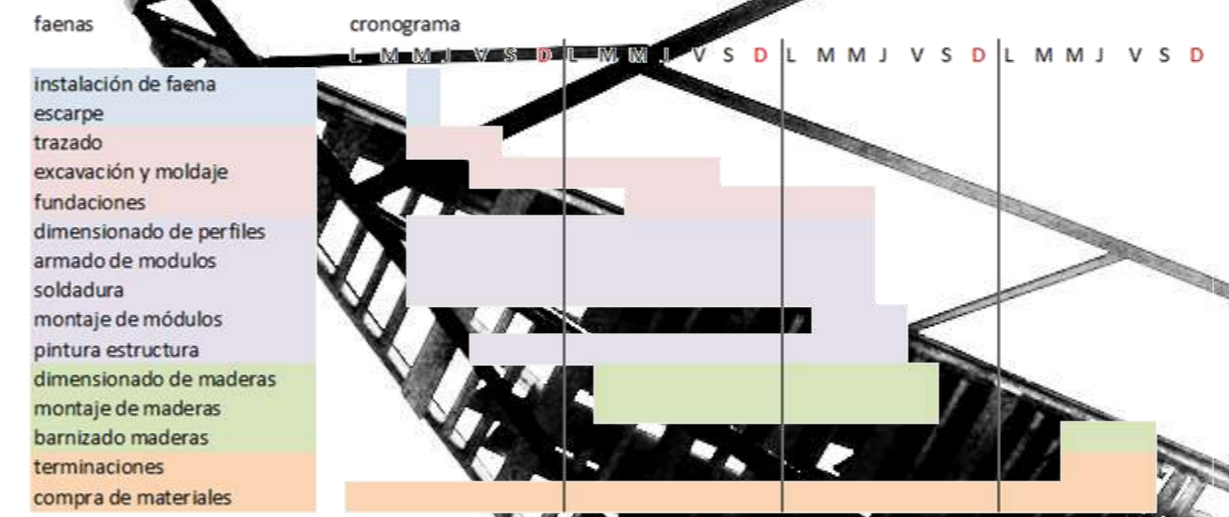 faenas cronograma
L M M J V S D L M M J V S D L M M J V S D L M M J V S D
instalación de faena
escarpe
trazado
excavación y moldaje
fundaciones
dimensionado de perfiles
armado de modulos
soldadura
montaje de módulos
pintura estructura
dimensionado de maderas
montaje de maderas
barnizado maderas
terminaciones
compra de materiales